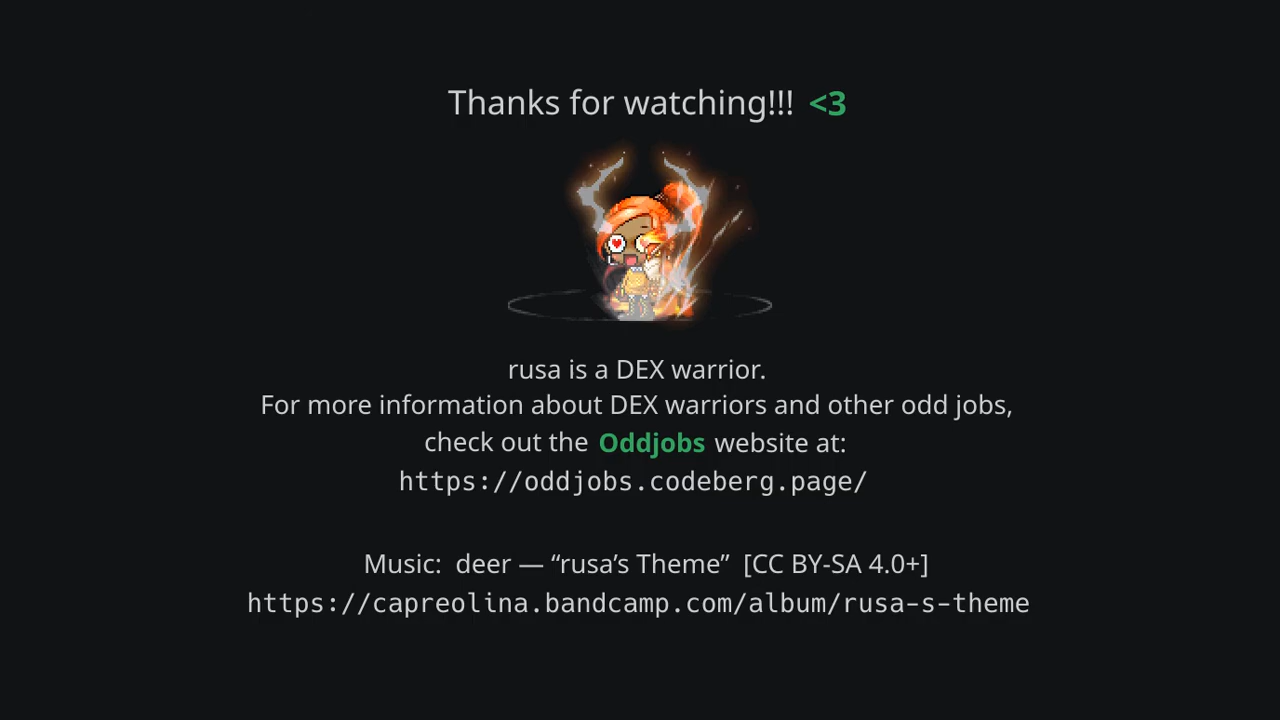 Thanks for watching!!! <3
rusa is a DEX warrior.
For more information about DEX warriors and other odd jobs,
check out the Oddjobs website at:
https://oddjobs.codeberg.page/
Music: deer — “rusa’s Theme” [CC BY-SA 4.0+]
https://capreolina.bandcamp.com/album/rusa-s-theme